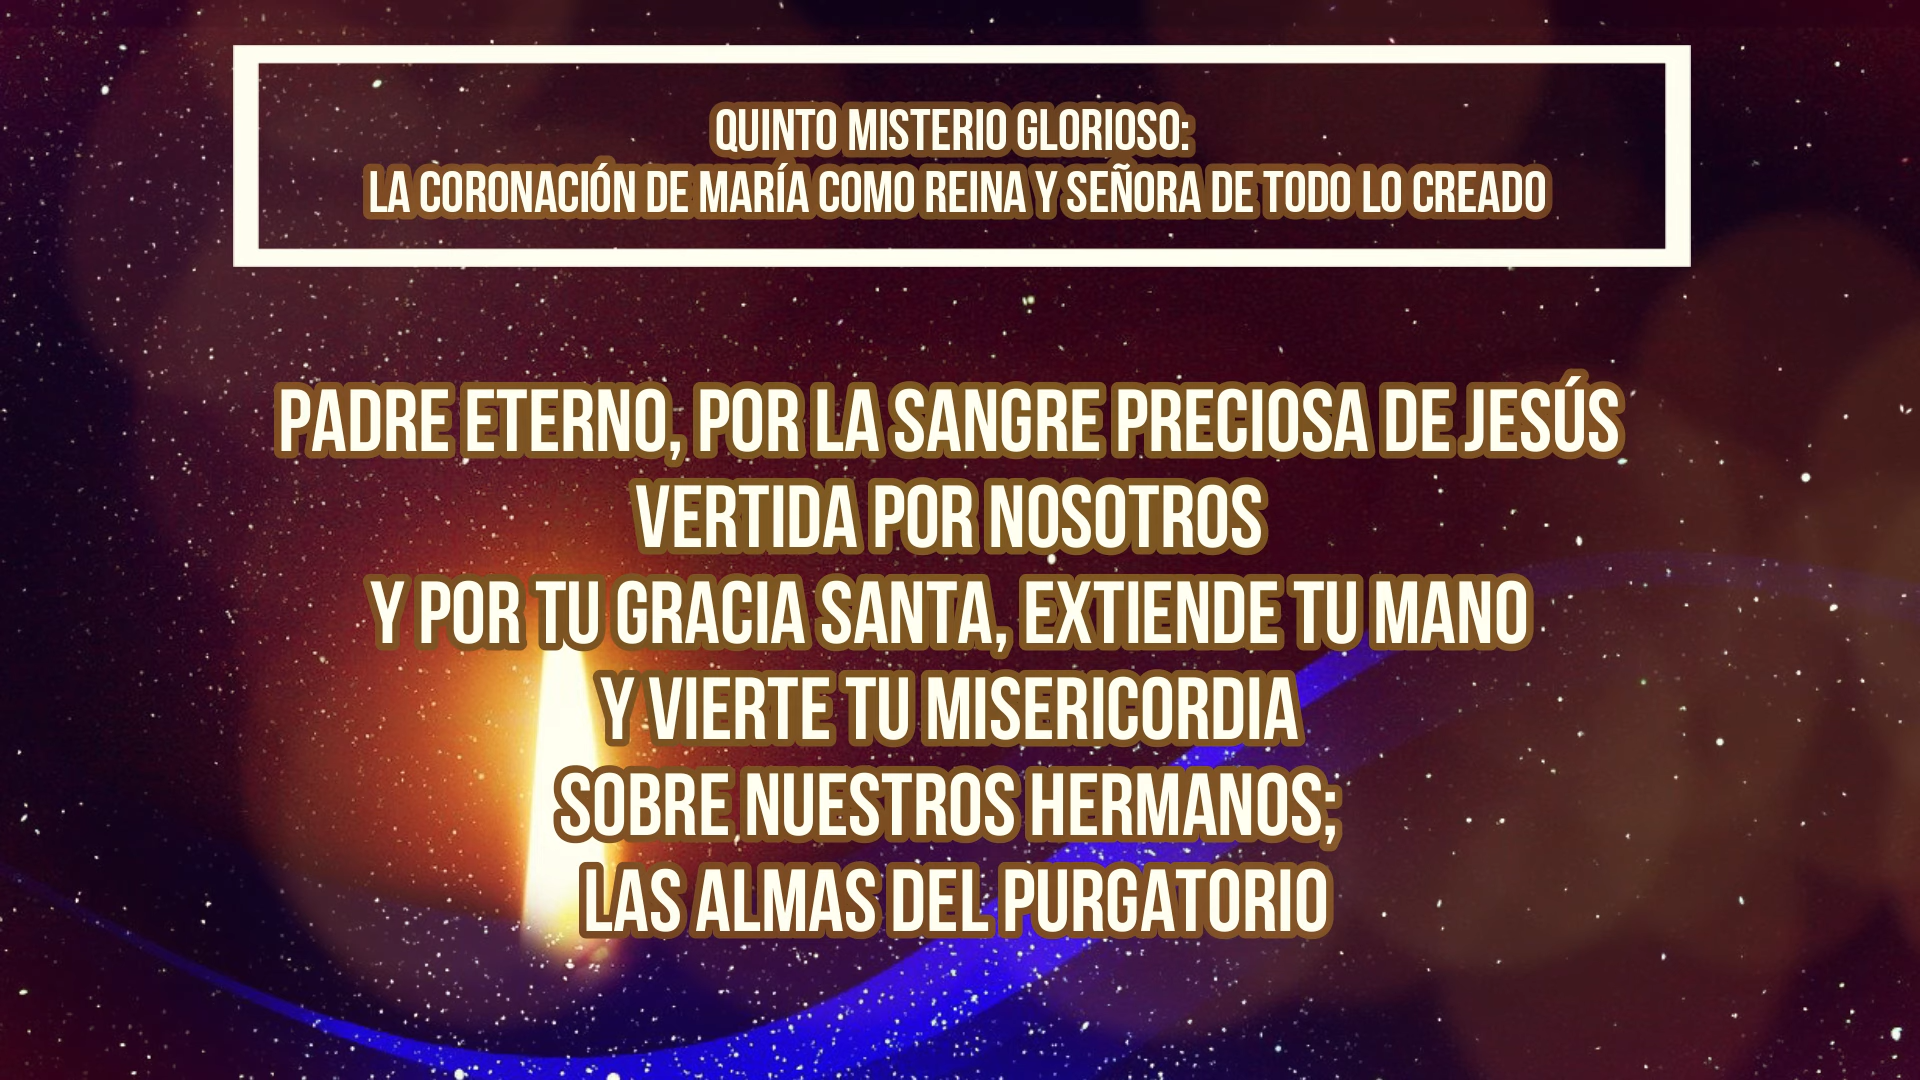 QUINTO MISTERIO GLORIOSO:
LA CORONACIÓN DE MARÍA COMO REINA Y SEÑORA DE TODO LO CREADO
PADRE ETERNO, POR LA SANGRE PRECIOSA DE JESÚS
VERTIDA POR NOSOTROS
Y POR TU GRACIA SANTA, EXTIENDE TU MANO
Y VIERTE TU MISERICORDIA
SOBRE NUESTROS HERMANOS;
LAS ALMAS DEL PURGATORIO